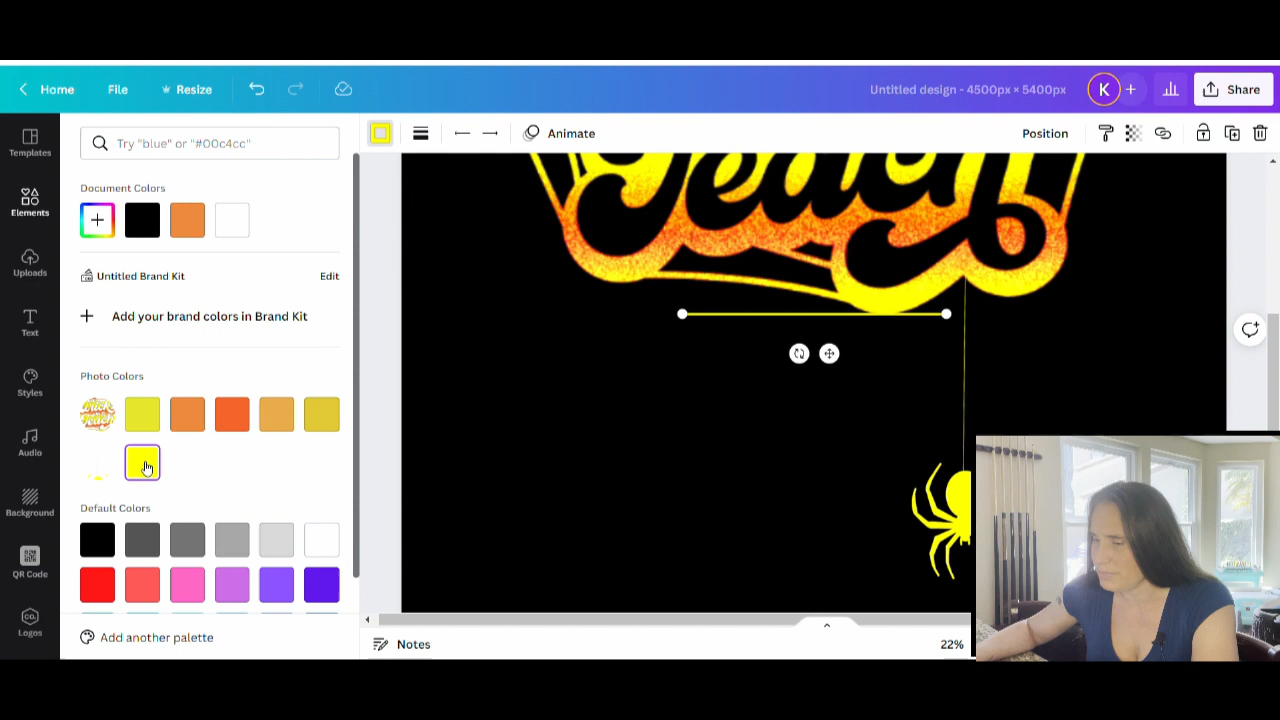 Home File Resize Untitled design - 4500px × 5400px K + Share
Templates
Elements
Uploads
Text
Styles
Audio
Background
QR Code
CO.
Logos
Try "blue" or "#00c4cc"
Document Colors
Untitled Brand Kit Edit
Add your brand colors in Brand Kit
Photo Colors
Default Colors
Add another palette
Animate Position
Teach
Notes 22%